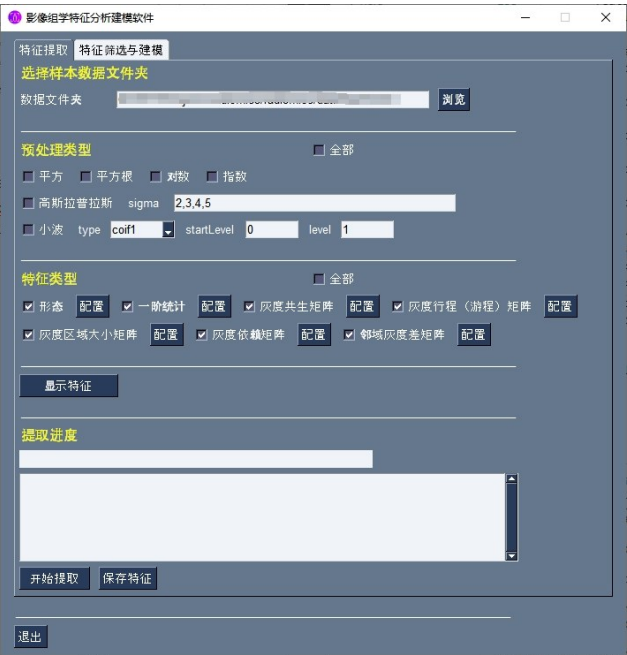 影像组学特征分析建模软件
特征提取 特征筛选与建模
选择样本数据文件夹
数据文件夹 浏览
预处理类型 全部
平方 平方根 对数 指数
高斯拉普拉斯 sigma 2,3,4,5
小波 type coif1 startLevel 0 level 1
特征类型 全部
形态 配置 一阶统计 配置 灰度共生矩阵 配置 灰度行程（游程）矩阵 配置
灰度区域大小矩阵 配置 灰度依赖矩阵 配置 邻域灰度差矩阵 配置
显示特征
提取进度
开始提取 保存特征
退出